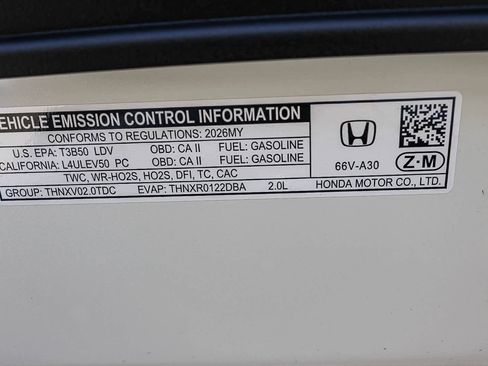 EHICLE EMISSION CONTROL INFORMATION
CONFORMS TO REGULATIONS: 2026MY
U.S. EPA: T3B50 LDV OBD: CA II FUEL: GASOLINE
CALIFORNIA: L4ULEV50 PC OBD: CA II FUEL: GASOLINE
TWC, WR-HO2S, HO2S, DFI, TC, CAC
GROUP: THNXV02.0TDC EVAP: THNXR0122DBA 2.0L
66V-A30
Z·M
HONDA MOTOR CO., LTD.